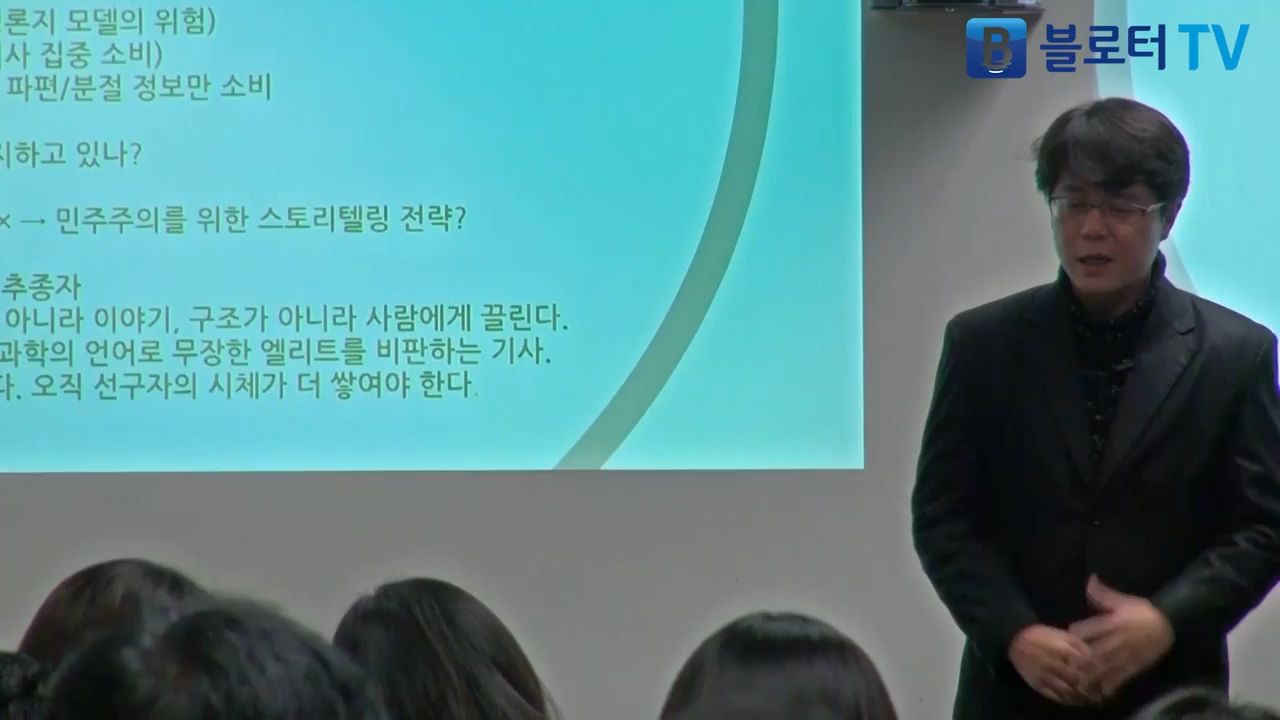 론지 모델의 위험)
사 집중 소비)
파편/분절 정보만 소비
하고 있나?
× → 민주주의를 위한 스토리텔링 전략?
추종자
아니라 이야기, 구조가 아니라 사람에게 끌린다.
과학의 언어로 무장한 엘리트를 비판하는 기사.
다. 오직 선구자의 시체가 더 쌓여야 한다.
B 블로터 TV